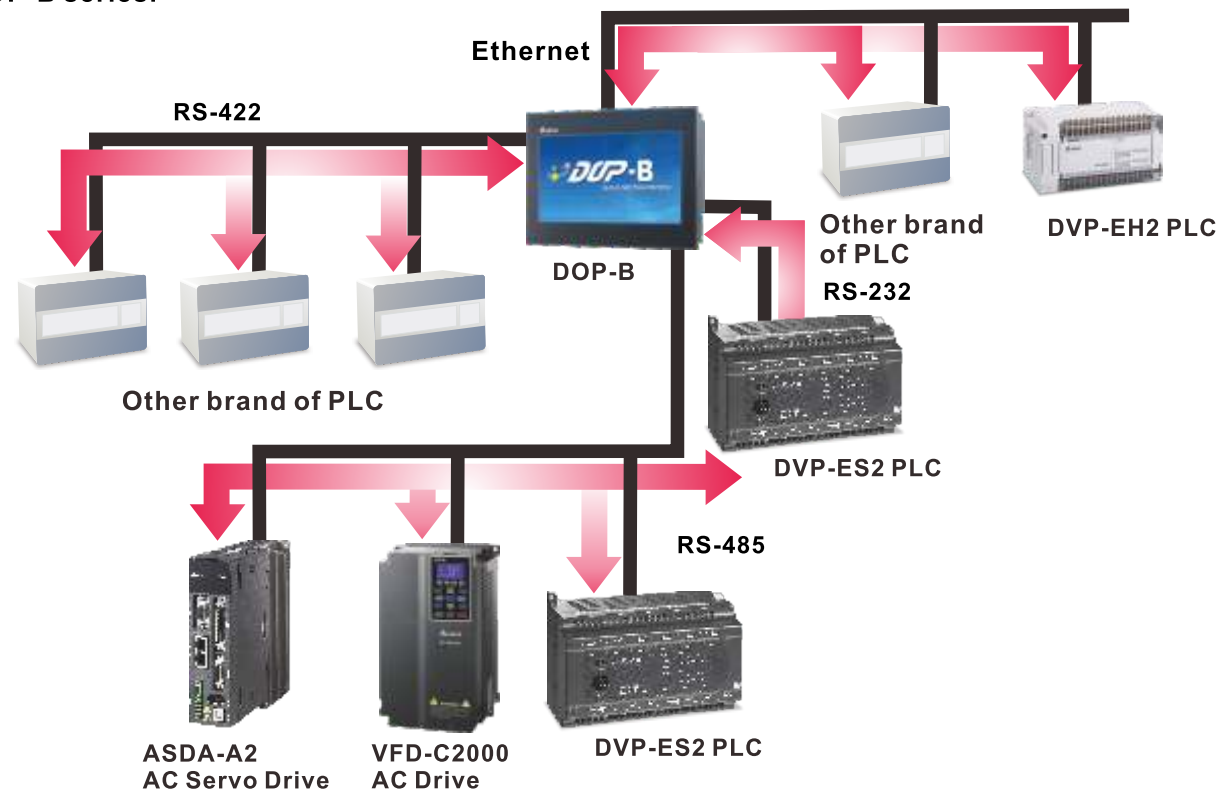 Ethernet
RS-422
DOP-B
Other brand
of PLC
DVP-EH2 PLC
DOP-B
RS-232
Other brand of PLC
DVP-ES2 PLC
RS-485
ASDA-A2
AC Servo Drive
VFD-C2000
AC Drive
DVP-ES2 PLC